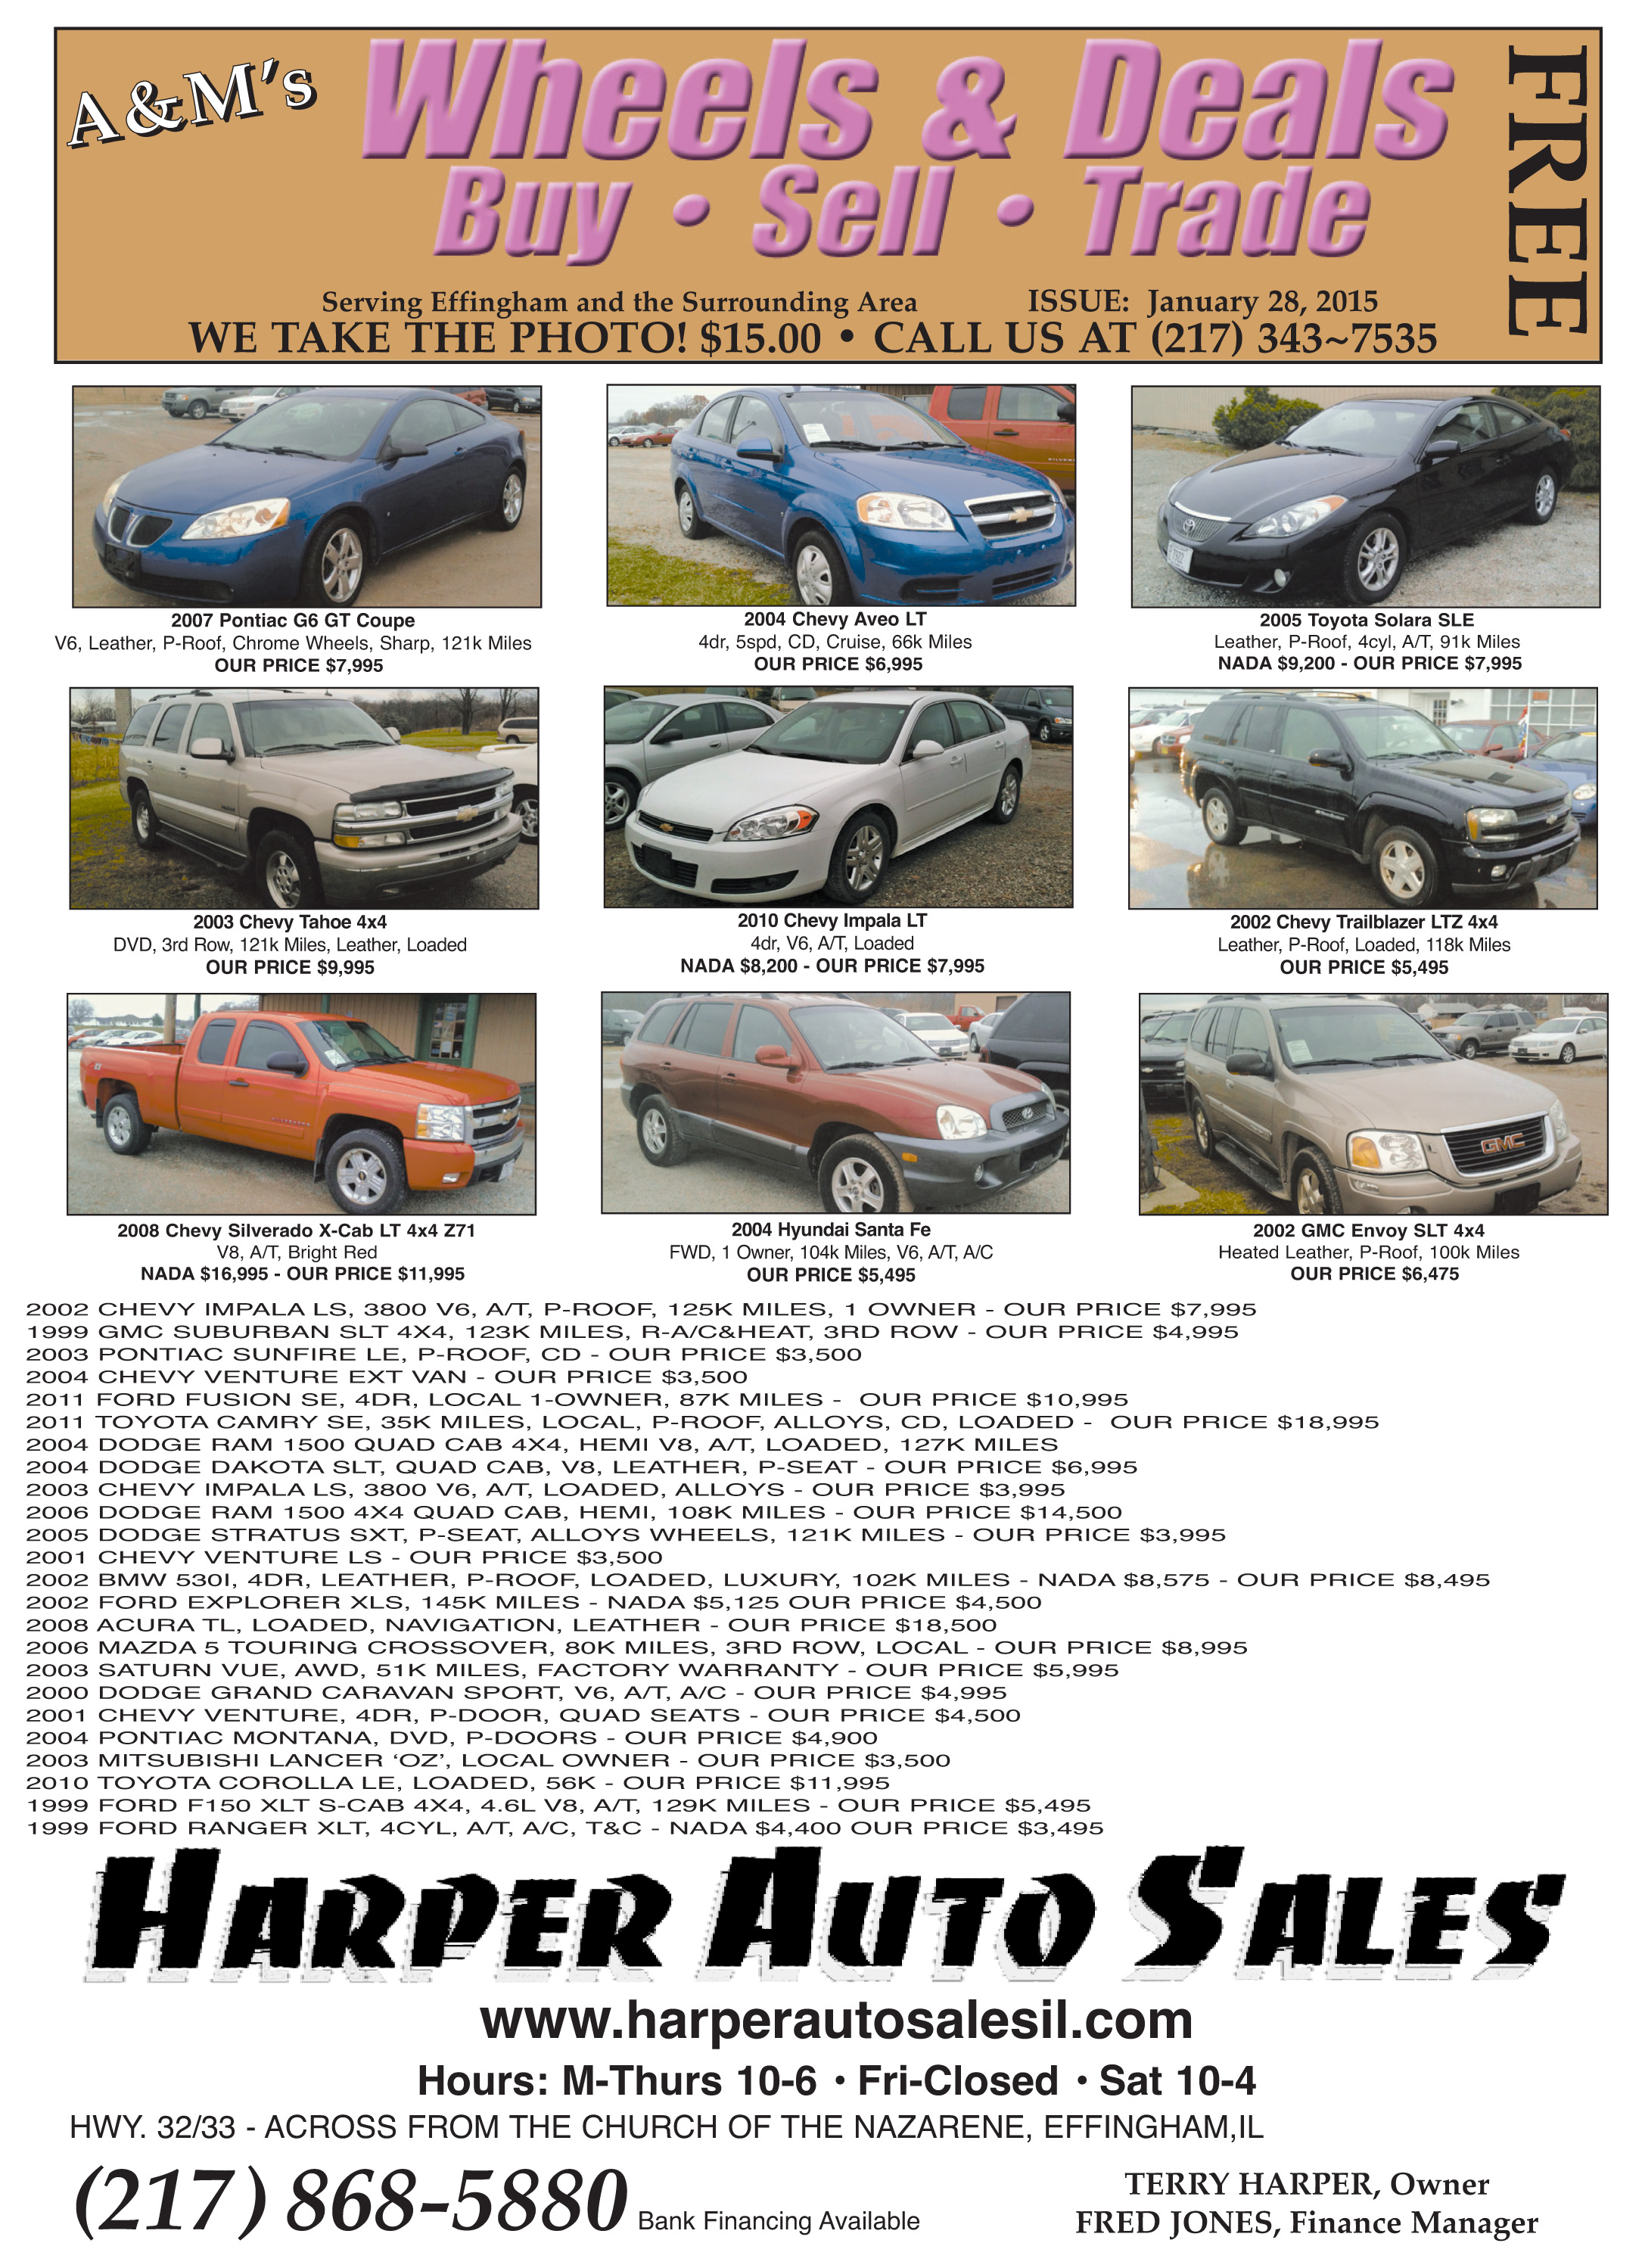 A&M's
Wheels & Deals
Buy • Sell • Trade
FREE
Serving Effingham and the Surrounding Area
ISSUE: January 28, 2015
WE TAKE THE PHOTO! $15.00 • CALL US AT (217) 343~7535
2007 Pontiac G6 GT Coupe
V6, Leather, P-Roof, Chrome Wheels, Sharp, 121k Miles
OUR PRICE $7,995
2004 Chevy Aveo LT
4dr, 5spd, CD, Cruise, 66k Miles
OUR PRICE $6,995
2005 Toyota Solara SLE
Leather, P-Roof, 4cyl, A/T, 91k Miles
NADA $9,200 - OUR PRICE $7,995
2003 Chevy Tahoe 4x4
DVD, 3rd Row, 121k Miles, Leather, Loaded
OUR PRICE $9,995
2010 Chevy Impala LT
4dr, V6, A/T, Loaded
NADA $8,200 - OUR PRICE $7,995
2002 Chevy Trailblazer LTZ 4x4
Leather, P-Roof, Loaded, 118k Miles
OUR PRICE $5,495
2008 Chevy Silverado X-Cab LT 4x4 Z71
V8, A/T, Bright Red
NADA $16,995 - OUR PRICE $11,995
2004 Hyundai Santa Fe
FWD, 1 Owner, 104k Miles, V6, A/T, A/C
OUR PRICE $5,495
GMC
2002 GMC Envoy SLT 4x4
Heated Leather, P-Roof, 100k Miles
OUR PRICE $6,475
2002 CHEVY IMPALA LS, 3800 V6, A/T, P-ROOF, 125K MILES, 1 OWNER - OUR PRICE $7,995
1999 GMC SUBURBAN SLT 4X4, 123K MILES, R-A/C&HEAT, 3RD ROW - OUR PRICE $4,995
2003 PONTIAC SUNFIRE LE, P-ROOF, CD - OUR PRICE $3,500
2004 CHEVY VENTURE EXT VAN - OUR PRICE $3,500
2011 FORD FUSION SE, 4DR, LOCAL 1-OWNER, 87K MILES - OUR PRICE $10,995
2011 TOYOTA CAMRY SE, 35K MILES, LOCAL, P-ROOF, ALLOYS, CD, LOADED - OUR PRICE $18,995
2004 DODGE RAM 1500 QUAD CAB 4X4, HEMI V8, A/T, LOADED, 127K MILES
2004 DODGE DAKOTA SLT, QUAD CAB, V8, LEATHER, P-SEAT - OUR PRICE $6,995
2003 CHEVY IMPALA LS, 3800 V6, A/T, LOADED, ALLOYS - OUR PRICE $3,995
2006 DODGE RAM 1500 4X4 QUAD CAB, HEMI, 108K MILES - OUR PRICE $14,500
2005 DODGE STRATUS SXT, P-SEAT, ALLOYS WHEELS, 121K MILES - OUR PRICE $3,995
2001 CHEVY VENTURE LS - OUR PRICE $3,500
2002 BMW 530I, 4DR, LEATHER, P-ROOF, LOADED, LUXURY, 102K MILES - NADA $8,575 - OUR PRICE $8,495
2002 FORD EXPLORER XLS, 145K MILES - NADA $5,125 OUR PRICE $4,500
2008 ACURA TL, LOADED, NAVIGATION, LEATHER - OUR PRICE $18,500
2006 MAZDA 5 TOURING CROSSOVER, 80K MILES, 3RD ROW, LOCAL - OUR PRICE $8,995
2003 SATURN VUE, AWD, 51K MILES, FACTORY WARRANTY - OUR PRICE $5,995
2000 DODGE GRAND CARAVAN SPORT, V6, A/T, A/C - OUR PRICE $4,995
2001 CHEVY VENTURE, 4DR, P-DOOR, QUAD SEATS - OUR PRICE $4,500
2004 PONTIAC MONTANA, DVD, P-DOORS - OUR PRICE $4,900
2003 MITSUBISHI LANCER 'OZ', LOCAL OWNER - OUR PRICE $3,500
2010 TOYOTA COROLLA LE, LOADED, 56K - OUR PRICE $11,995
1999 FORD F150 XLT S-CAB 4X4, 4.6L V8, A/T, 129K MILES - OUR PRICE $5,495
1999 FORD RANGER XLT, 4CYL, A/T, A/C, T&C - NADA $4,400 OUR PRICE $3,495
HARPER AUTO SALES
www.harperautosalesil.com
Hours: M-Thurs 10-6 • Fri-Closed • Sat 10-4
HWY. 32/33 - ACROSS FROM THE CHURCH OF THE NAZARENE, EFFINGHAM,IL
(217) 868-5880
Bank Financing Available
TERRY HARPER, Owner
FRED JONES, Finance Manager